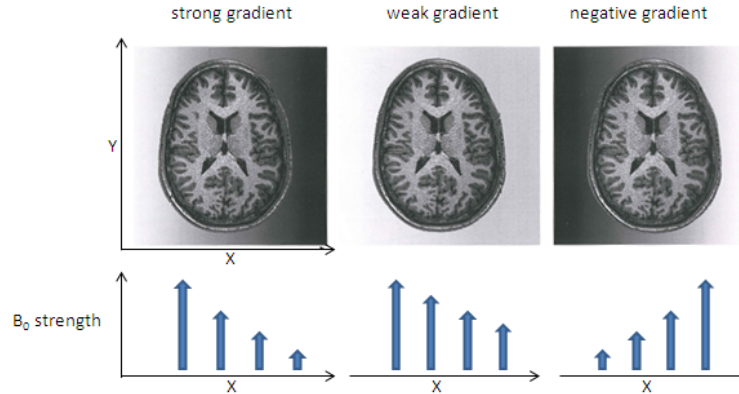 strong gradient
weak gradient
negative gradient
Y
X
B₀ strength
X
X
X